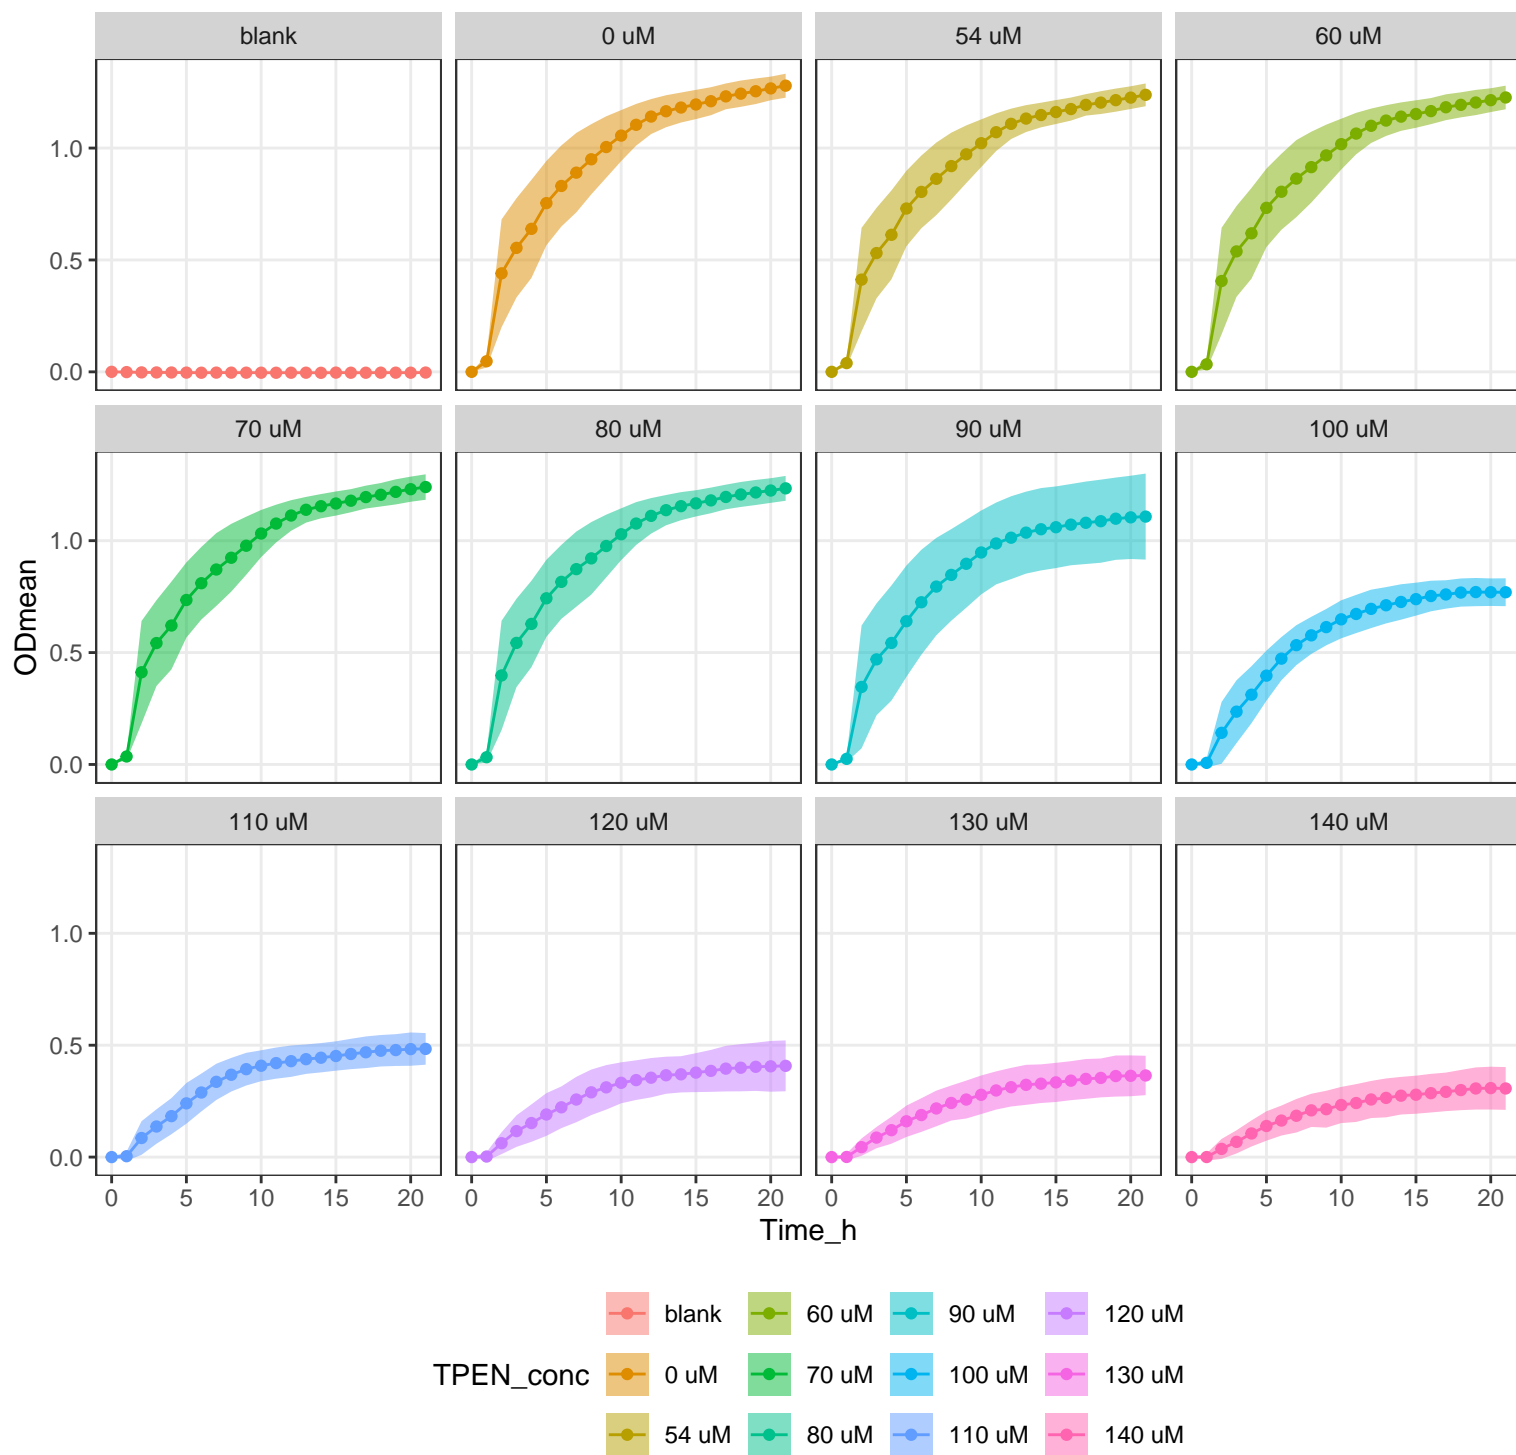 blank 0 uM 54 uM 60 uM
1.0
0.5
0.0
70 uM 80 uM 90 uM 100 uM
1.0
0.5
0.0
ODmean
110 uM 120 uM 130 uM 140 uM
1.0
0.5
0.0
0 5 10 15 20 0 5 10 15 20 0 5 10 15 20 0 5 10 15 20
Time_h
TPEN_conc
blank 60 uM 90 uM 120 uM
0 uM 70 uM 100 uM 130 uM
54 uM 80 uM 110 uM 140 uM